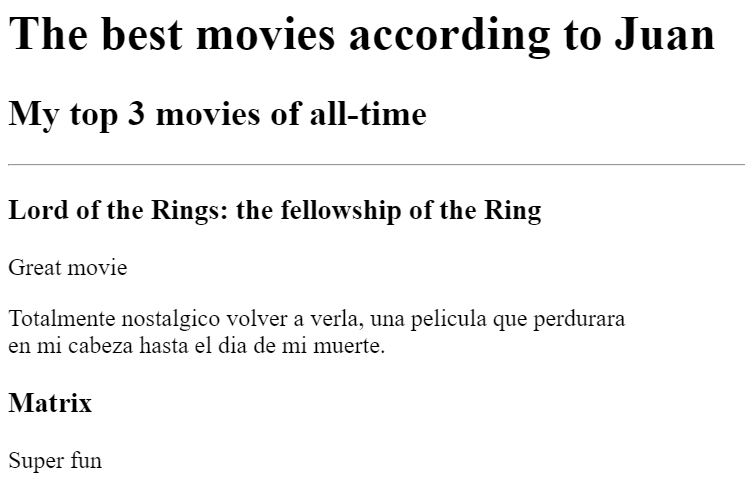 The best movies according to Juan
My top 3 movies of all-time
Lord of the Rings: the fellowship of the Ring
Great movie
Totalmente nostalgico volver a verla, una pelicula que perdurara
en mi cabeza hasta el dia de mi muerte.
Matrix
Super fun